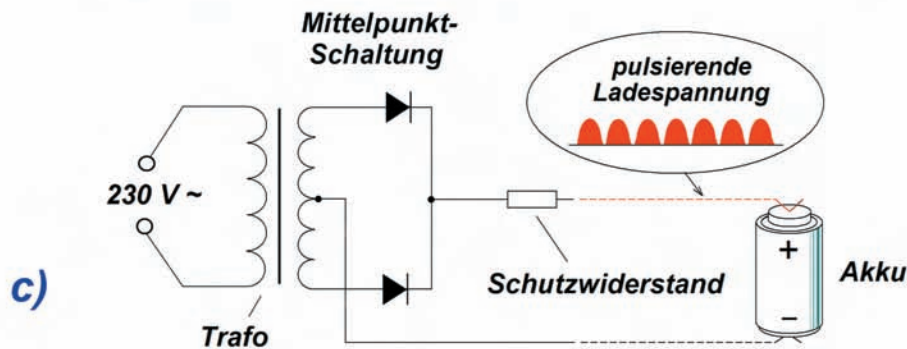 Mittelpunkt-
Schaltung
pulsierende
Ladespannung
230 V ~
+
Schutzwiderstand
Akku
c)
–
Trafo